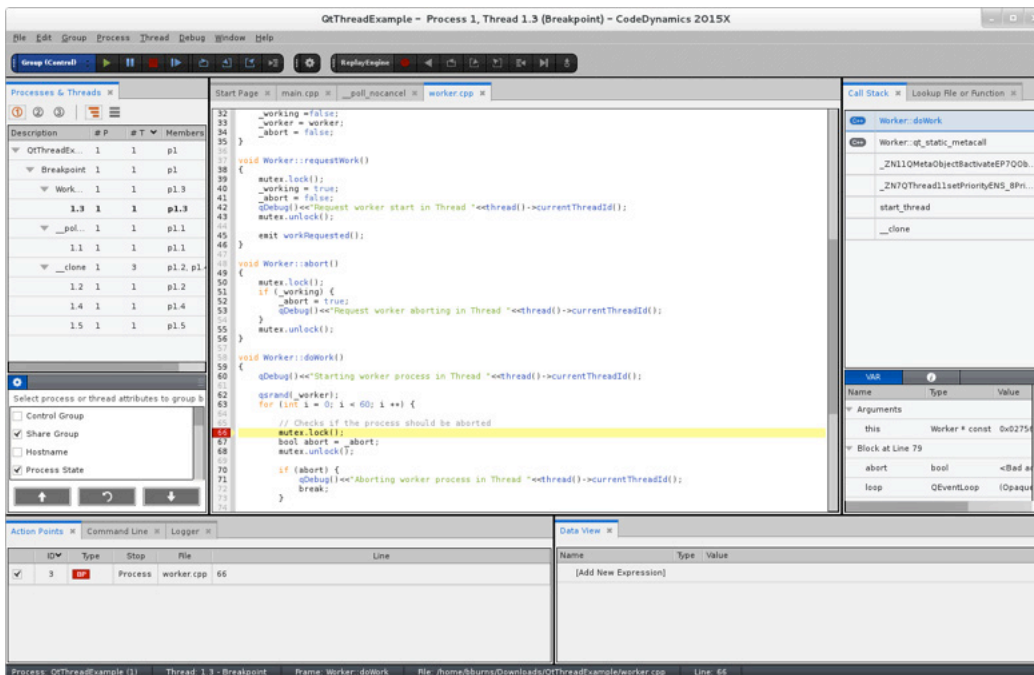 QtThreadExample - Process 1, Thread 1.3 (Breakpoint) - CodeDynamics 2015X
File Edit Group Process Thread Debug Window Help
Group (Control) ReplayEngine
Processes & Threads
Description #P #T Members
QtThreadEx... 1 1 p1
Breakpoint 1 1 p1
Work... 1 1 p1.3
1.3 1 1 p1.3
__pol... 1 1 p1.1
1.1 1 1 p1.1
__clone 1 3 p1.2, p1.4
1.2 1 1 p1.2
1.4 1 1 p1.4
1.5 1 1 p1.5
Select process or thread attributes to group b
Control Group
Share Group
Hostname
Process State
Start Page main.cpp __poll_nocancel worker.cpp
32 _working =false;
33 _worker = worker;
34 _abort = false;
35 }
36
37 void Worker::requestWork()
38 {
39 mutex.lock();
40 _working = true;
41 _abort = false;
42 qDebug()<<"Request worker start in Thread "<<thread()->currentThreadId();
43 mutex.unlock();
44
45 emit workRequested();
46 }
47
48 void Worker::abort()
49 {
50 mutex.lock();
51 if (_working) {
52 _abort = true;
53 qDebug()<<"Request worker aborting in Thread "<<thread()->currentThreadId();
54 }
55 mutex.unlock();
56 }
57
58 void Worker::doWork()
59 {
60 qDebug()<<"Starting worker process in Thread "<<thread()->currentThreadId();
61
62 qsrand(_worker);
63 for (int i = 0; i < 60; i ++) {
64
65 // Checks if the process should be aborted
66 mutex.lock();
67 bool abort = _abort;
68 mutex.unlock();
69
70 if (abort) {
71 qDebug()<<"Aborting worker process in Thread "<<thread()->currentThreadId();
72 break;
73 }
74
Call Stack Lookup File or Function
C++ Worker::doWork
C++ Worker::qt_static_metacall
_ZN11QMetaObject8activateEP7QOb...
_ZN7QThread11setPriorityENS_8Pri...
start_thread
__clone
VAR
Name Type Value
Arguments
this Worker * const 0x0275
Block at Line 79
abort bool <Bad a
loop QEventLoop (Opaque
Action Points Command Line Logger
ID Type Stop File Line
3 BP Process worker.cpp 66
Data View
Name Type Value
[Add New Expression]
Process: QtThreadExample (1) Thread: 1.3 - Breakpoint Frame: Worker::doWork File: /home/bburns/Downloads/QtThreadExample/worker.cpp Line: 66